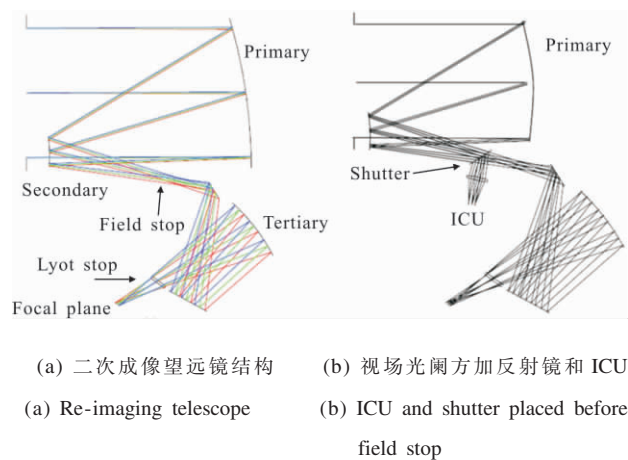 Primary
Secondary
Field stop
Tertiary
Lyot stop
Focal plane
Primary
Shutter
ICU
(a) 二次成像望远镜结构
(a) Re-imaging telescope
(b) 视场光阑方加反射镜和 ICU
(b) ICU and shutter placed before
field stop